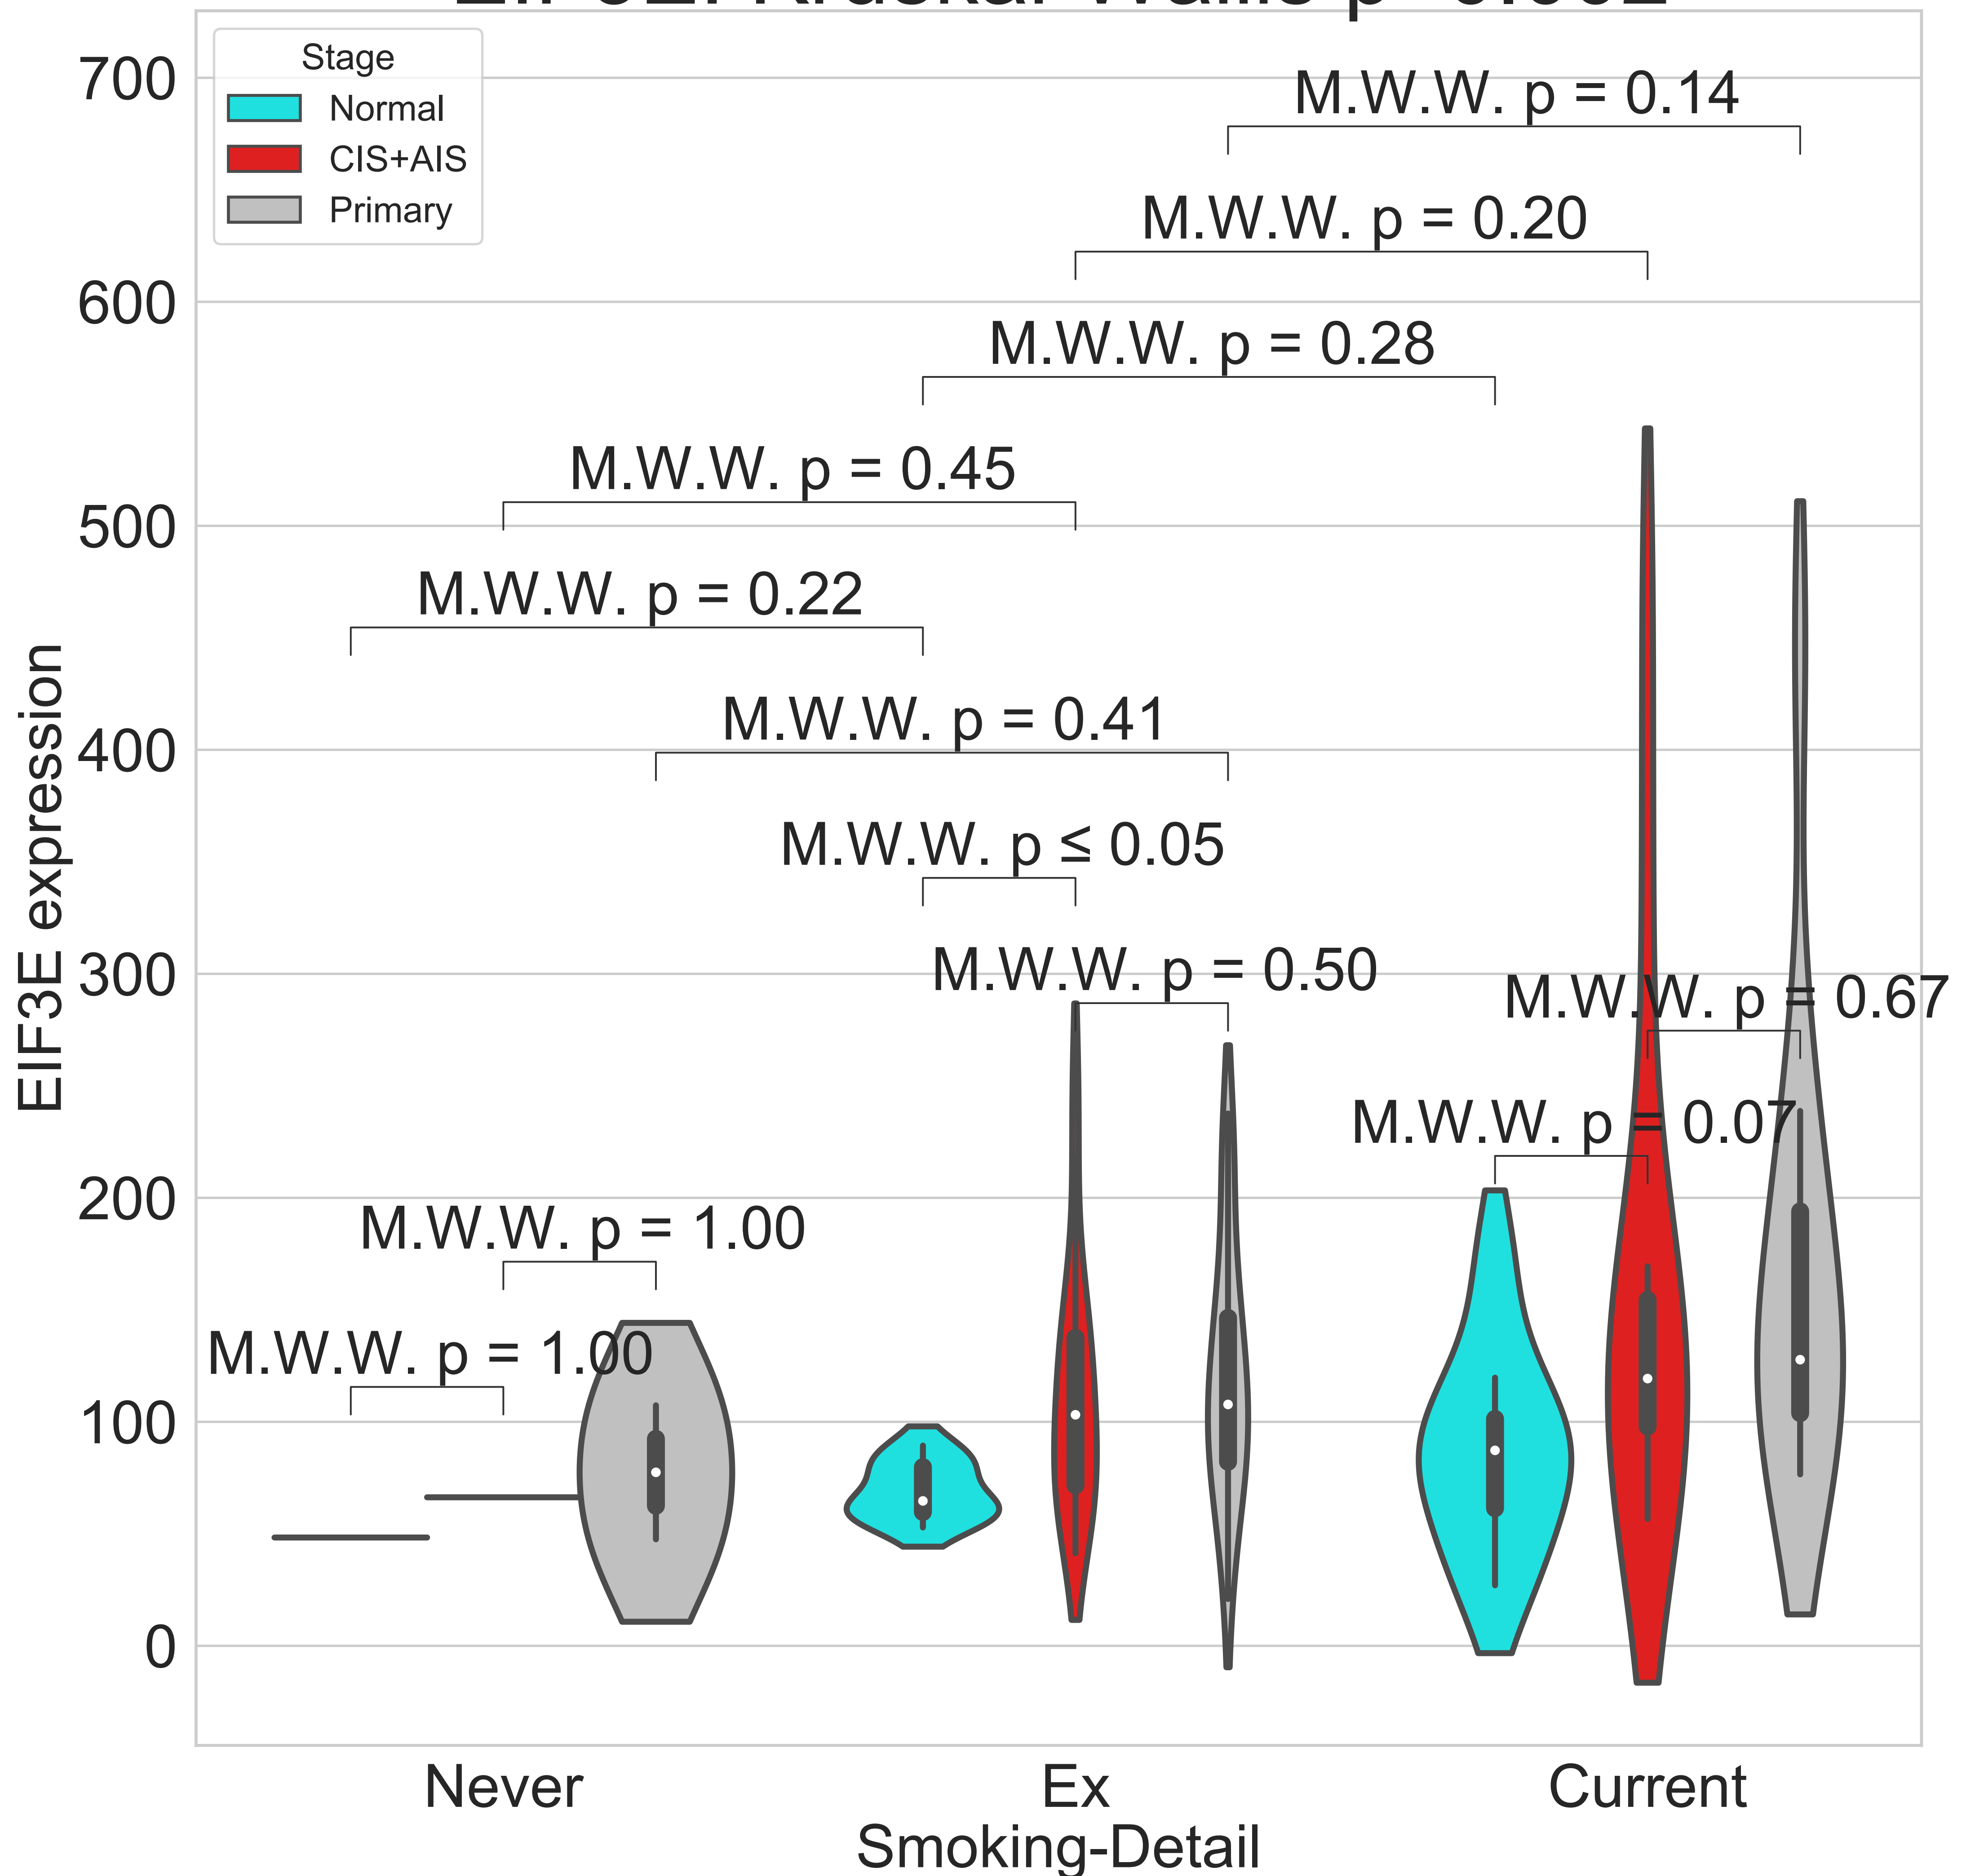 700
600
500
400
300
200
100
0
EIF3E expression
Stage
Normal
CIS+AIS
Primary
M.W.W. p = 0.14
M.W.W. p = 0.20
M.W.W. p = 0.28
M.W.W. p = 0.45
M.W.W. p = 0.22
M.W.W. p = 0.41
M.W.W. p ≤ 0.05
M.W.W. p = 0.50
M.W.W. p = 0.67
M.W.W. p = 0.07
M.W.W. p = 1.00
M.W.W. p = 1.00
Never
Ex
Current
Smoking-Detail